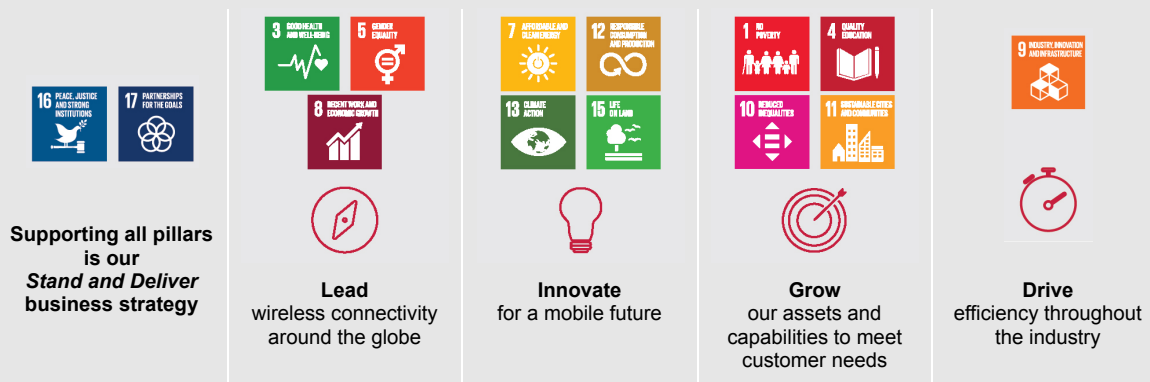 16 PEACE, JUSTICE
AND STRONG
INSTITUTIONS
17 PARTNERSHIPS
FOR THE GOALS
Supporting all pillars
is our
Stand and Deliver
business strategy
3 GOOD HEALTH
AND WELL-BEING
5 GENDER
EQUALITY
8 DECENT WORK AND
ECONOMIC GROWTH
Lead
wireless connectivity
around the globe
7 AFFORDABLE AND
CLEAN ENERGY
12 RESPONSIBLE
CONSUMPTION
AND PRODUCTION
13 CLIMATE
ACTION
15 LIFE
ON LAND
Innovate
for a mobile future
1 NO
POVERTY
4 QUALITY
EDUCATION
10 REDUCED
INEQUALITIES
11 SUSTAINABLE CITIES
AND COMMUNITIES
Grow
our assets and
capabilities to meet
customer needs
9 INDUSTRY, INNOVATION
AND INFRASTRUCTURE
Drive
efficiency throughout
the industry